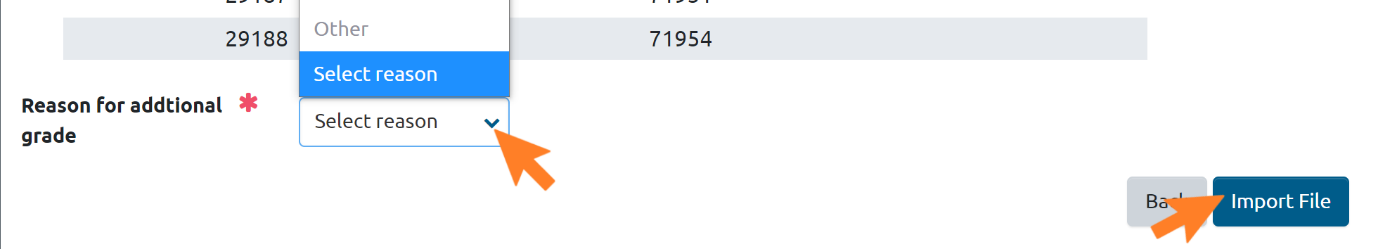 Other
29188 71954
Select reason
Reason for addtional
grade
Select reason
Import File